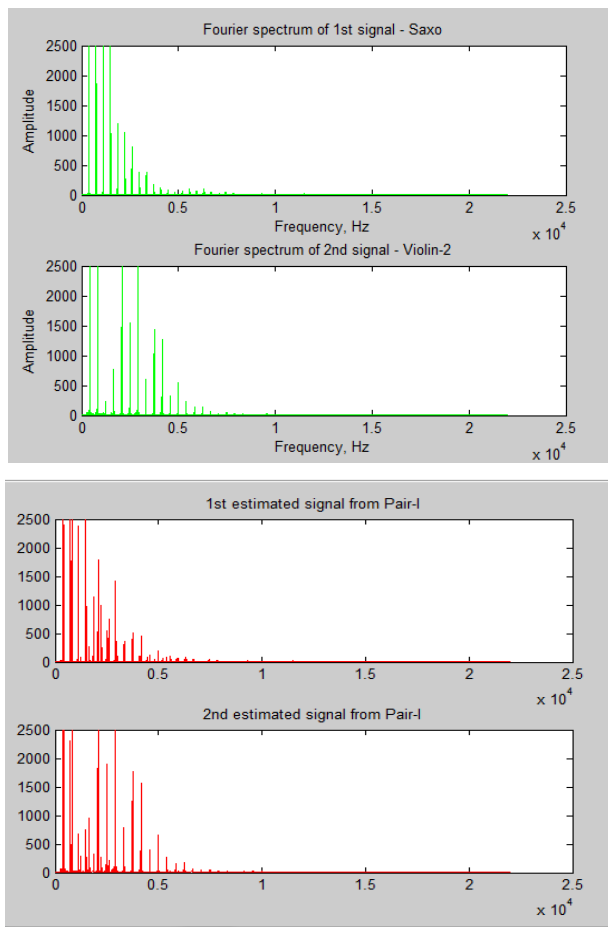 Fourier spectrum of 1st signal - Saxo
2500
2000
1500
1000
500
0
Amplitude
0 0.5 1 1.5 2 2.5
Frequency, Hz
x 10^4
Fourier spectrum of 2nd signal - Violin-2
2500
2000
1500
1000
500
0
Amplitude
0 0.5 1 1.5 2 2.5
Frequency, Hz
x 10^4
1st estimated signal from Pair-I
2500
2000
1500
1000
500
0
0 0.5 1 1.5 2 2.5
x 10^4
2nd estimated signal from Pair-I
2500
2000
1500
1000
500
0
0 0.5 1 1.5 2 2.5
x 10^4